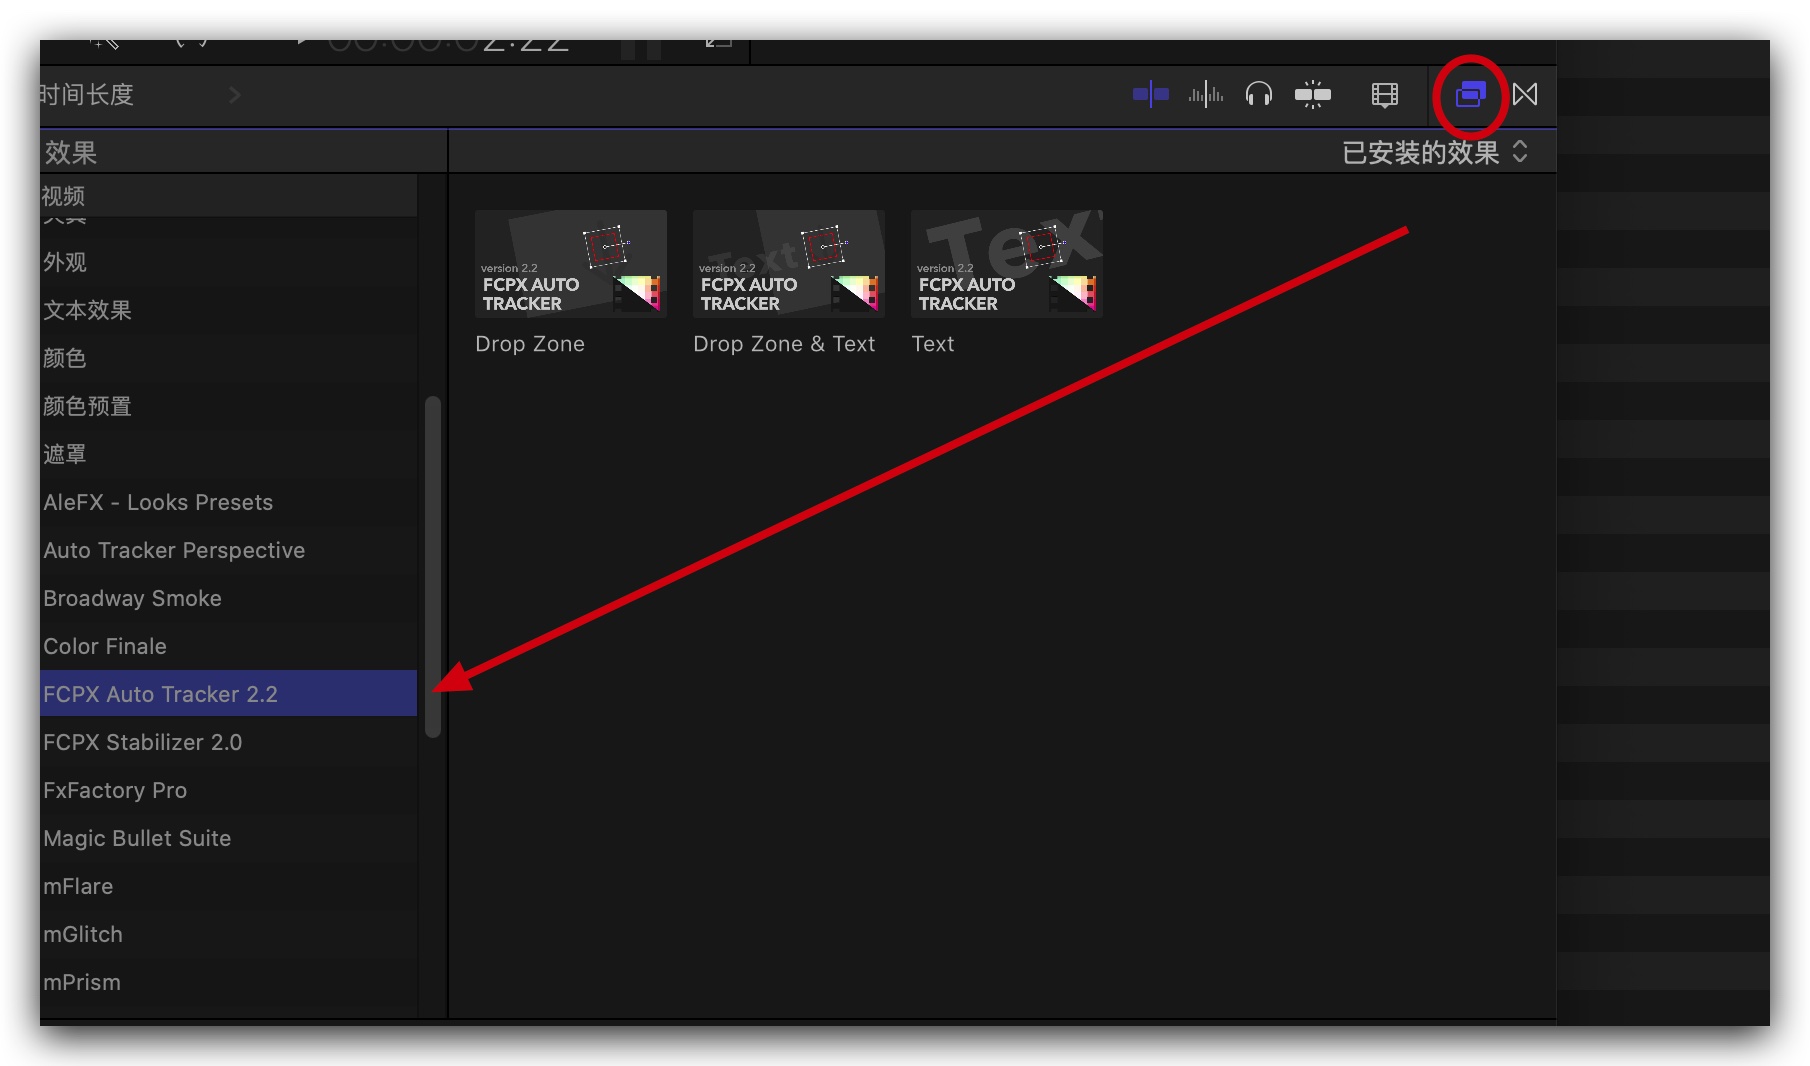 2:22
时间长度
效果
已安装的效果
视频
外观
文本效果
颜色
颜色预置
遮罩
AleFX - Looks Presets
Auto Tracker Perspective
Broadway Smoke
Color Finale
FCPX Auto Tracker 2.2
FCPX Stabilizer 2.0
FxFactory Pro
Magic Bullet Suite
mFlare
mGlitch
mPrism
version 2.2
FCPX AUTO
TRACKER
Drop Zone
Text
version 2.2
FCPX AUTO
TRACKER
Drop Zone & Text
Tex
version 2.2
FCPX AUTO
TRACKER
Text